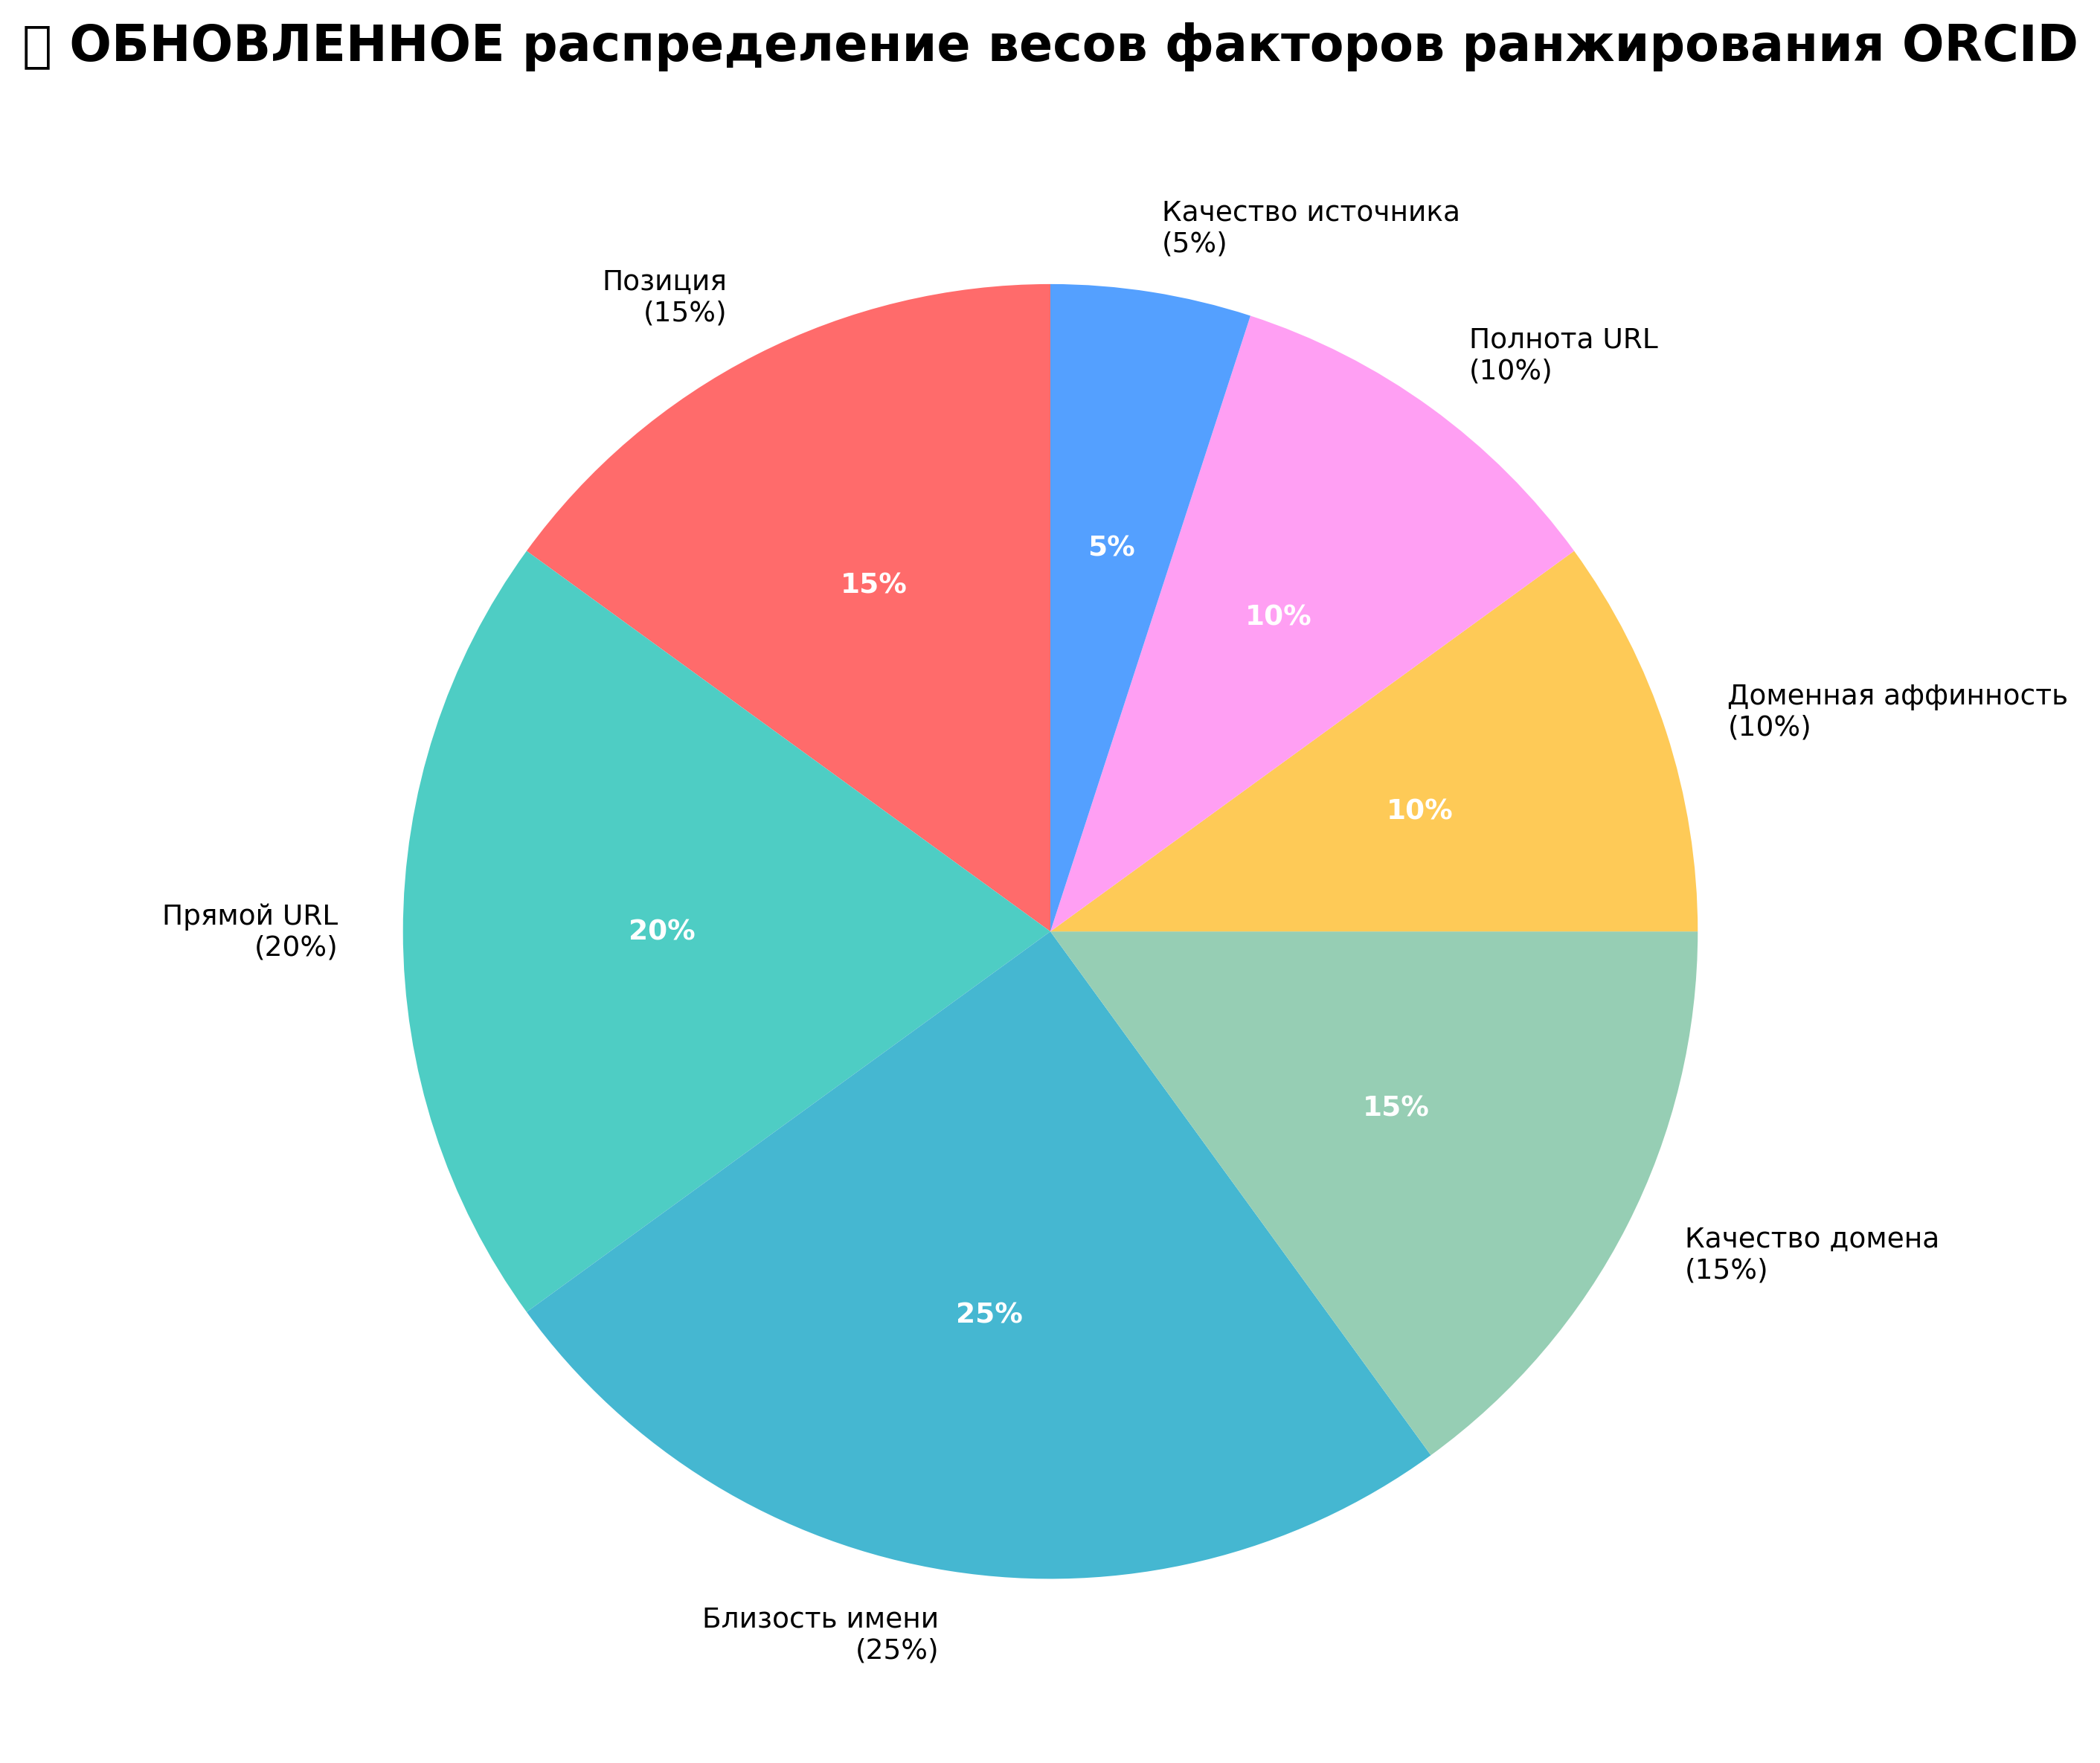 ОБНОВЛЕННОЕ распределение весов факторов ранжирования ORCID
Качество источника
(5%)
Позиция
(15%)
Полнота URL
(10%)
5%
15%
10%
Доменная аффинность
(10%)
10%
Прямой URL
(20%)
20%
15%
Качество домена
(15%)
25%
Близость имени
(25%)